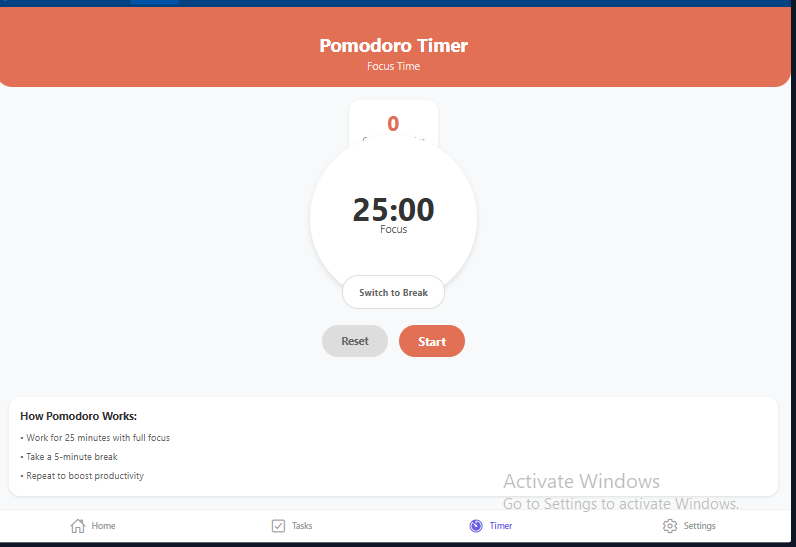 Pomodoro Timer
Focus Time
0
25:00
Focus
Switch to Break
Reset
Start
How Pomodoro Works:
• Work for 25 minutes with full focus
• Take a 5-minute break
• Repeat to boost productivity
Activate Windows
Go to Settings to activate Windows.
Home
Tasks
Timer
Settings